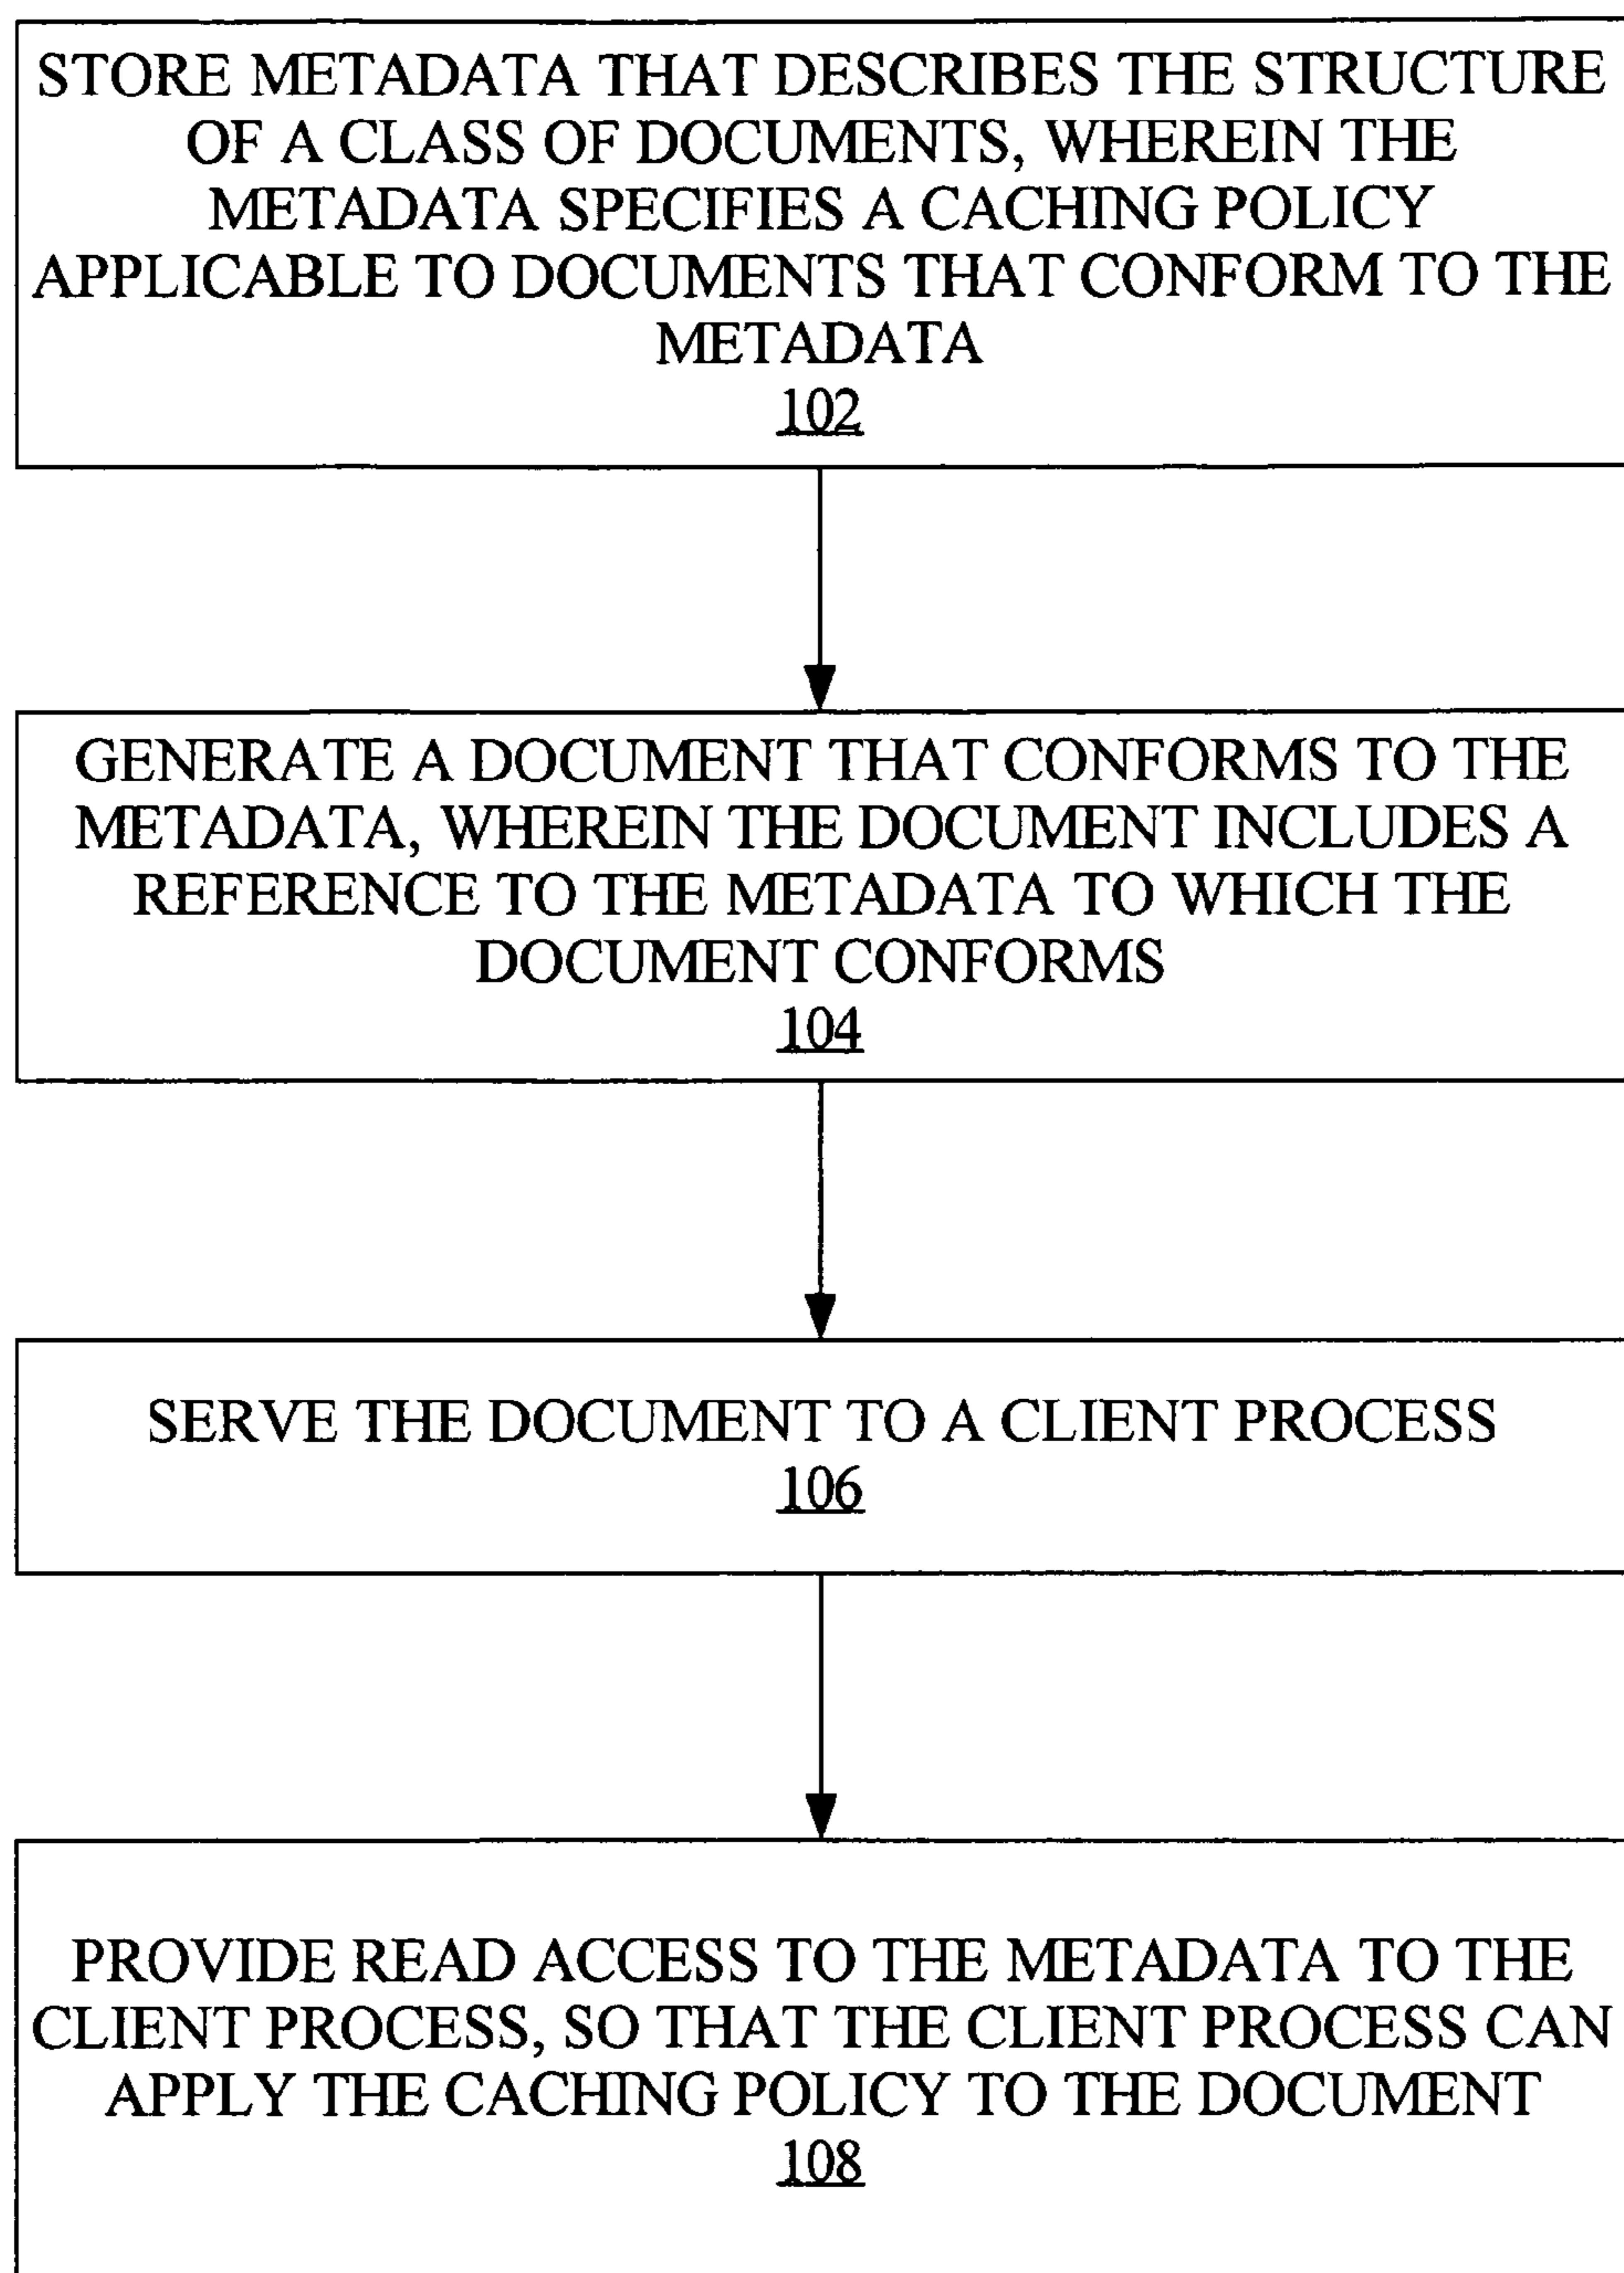 STORE METADATA THAT DESCRIBES THE STRUCTURE
OF A CLASS OF DOCUMENTS, WHEREIN THE
METADATA SPECIFIES A CACHING POLICY
APPLICABLE TO DOCUMENTS THAT CONFORM TO THE
METADATA
102
GENERATE A DOCUMENT THAT CONFORMS TO THE
METADATA, WHEREIN THE DOCUMENT INCLUDES A
REFERENCE TO THE METADATA TO WHICH THE
DOCUMENT CONFORMS
104
SERVE THE DOCUMENT TO A CLIENT PROCESS
106
PROVIDE READ ACCESS TO THE METADATA TO THE
CLIENT PROCESS, SO THAT THE CLIENT PROCESS CAN
APPLY THE CACHING POLICY TO THE DOCUMENT
108